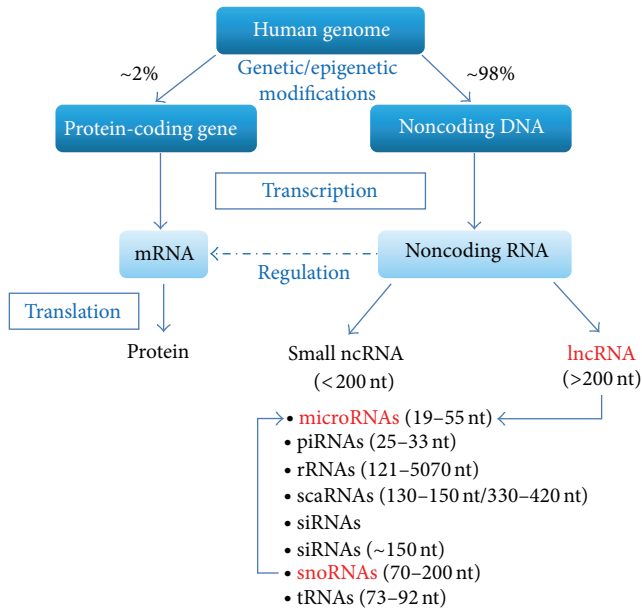 Human genome
~2%
Genetic/epigenetic
modifications
~98%
Protein-coding gene
Noncoding DNA
Transcription
mRNA
Regulation
Noncoding RNA
Translation
Protein
Small ncRNA
(<200 nt)
lncRNA
(>200 nt)
• microRNAs (19–55 nt)
• piRNAs (25–33 nt)
• rRNAs (121–5070 nt)
• scaRNAs (130–150 nt/330–420 nt)
• siRNAs
• siRNAs (~150 nt)
• snoRNAs (70–200 nt)
• tRNAs (73–92 nt)